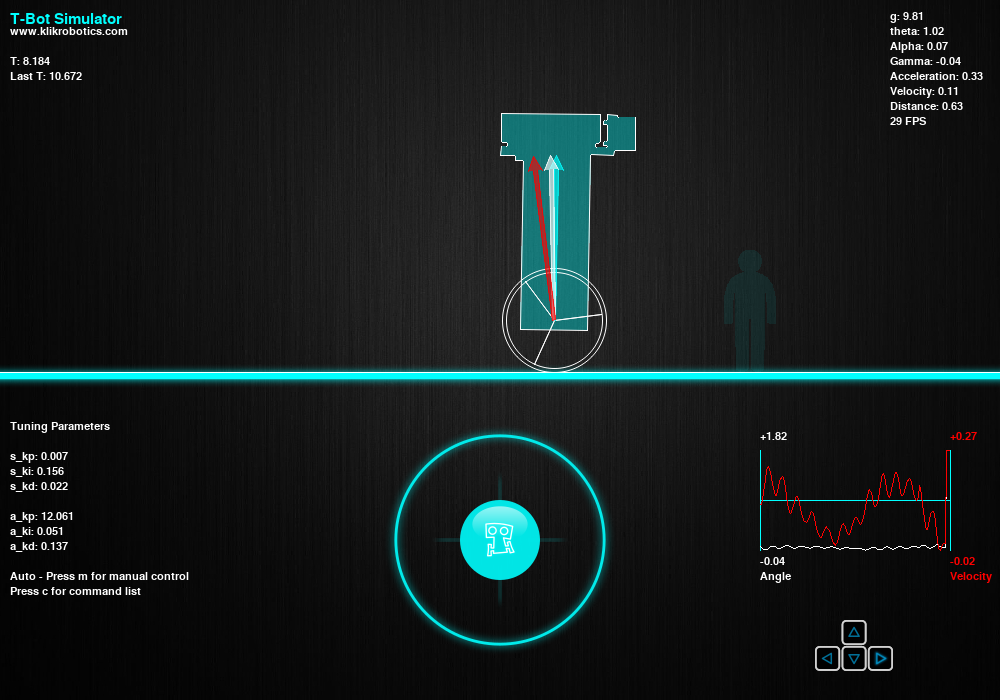 T-Bot Simulator
www.klikrobotics.com
T: 8.184
Last T: 10.672
g: 9.81
theta: 1.02
Alpha: 0.07
Gamma: -0.04
Acceleration: 0.33
Velocity: 0.11
Distance: 0.63
29 FPS
Tuning Parameters
s_kp: 0.007
s_ki: 0.156
s_kd: 0.022
a_kp: 12.061
a_ki: 0.051
a_kd: 0.137
Auto - Press m for manual control
Press c for command list
+1.82
+0.27
-0.04
-0.02
Angle
Velocity